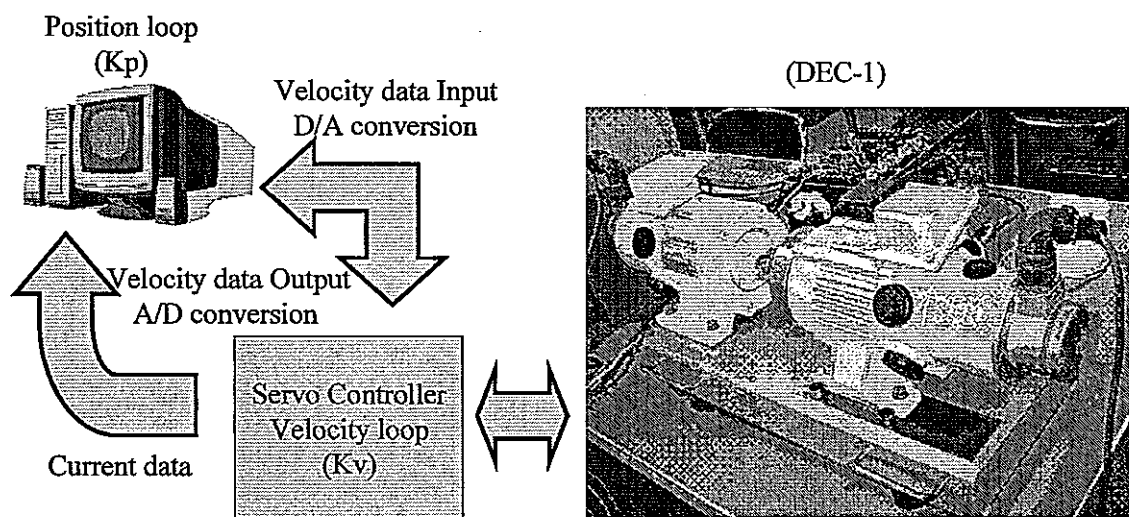 Position loop
(Kp)
Velocity data Input
D/A conversion
(DEC-1)
Velocity data Output
A/D conversion
Servo Controller
Velocity loop
(Kv)
Current data